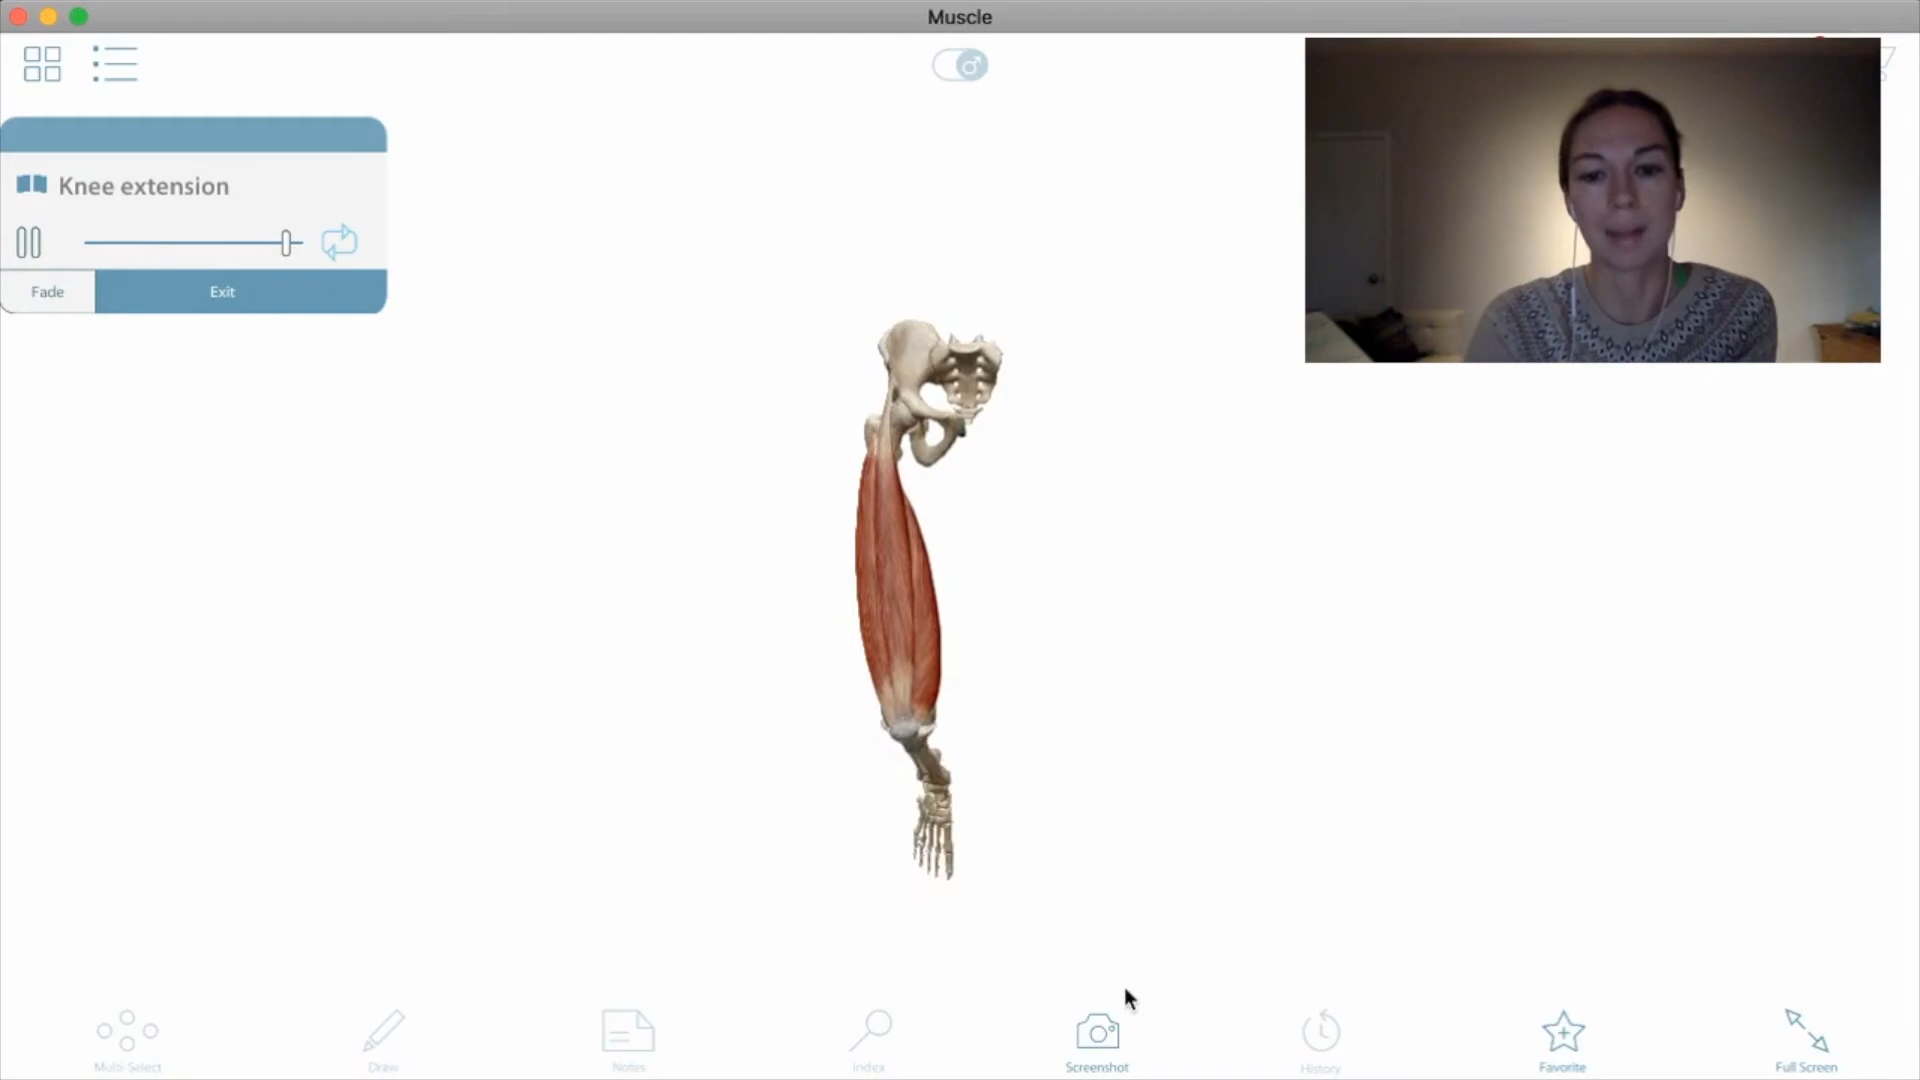 Muscle
Knee extension
Fade
Exit
Multi-Select
Draw
Notes
Index
Screenshot
History
Favorite
Full Screen